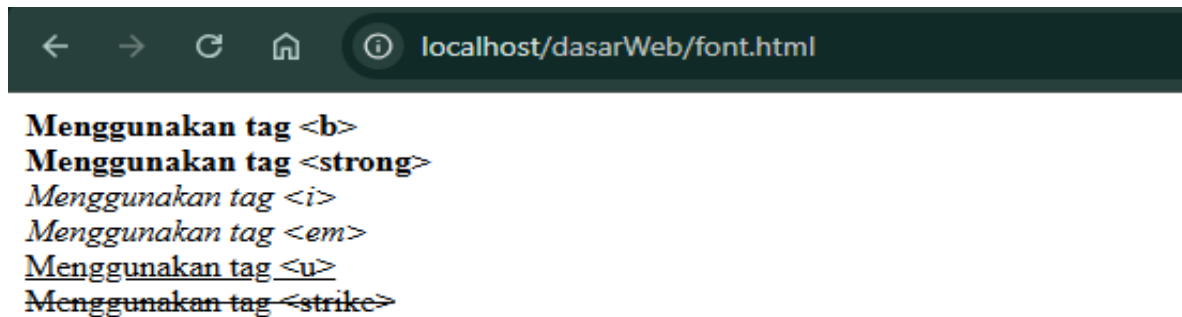 localhost/dasarWeb/font.html
Menggunakan tag <b>
Menggunakan tag <strong>
Menggunakan tag <i>
Menggunakan tag <em>
Menggunakan tag <u>
Menggunakan tag <strike>